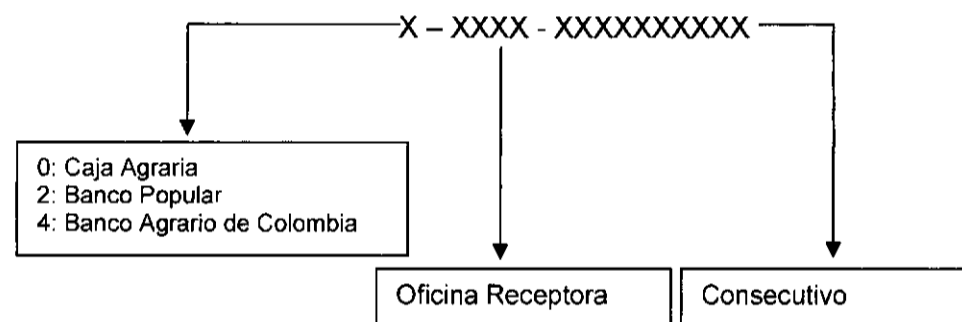 X – XXXX - XXXXXXXXXX
0: Caja Agraria
2: Banco Popular
4: Banco Agrario de Colombia
Oficina Receptora
Consecutivo